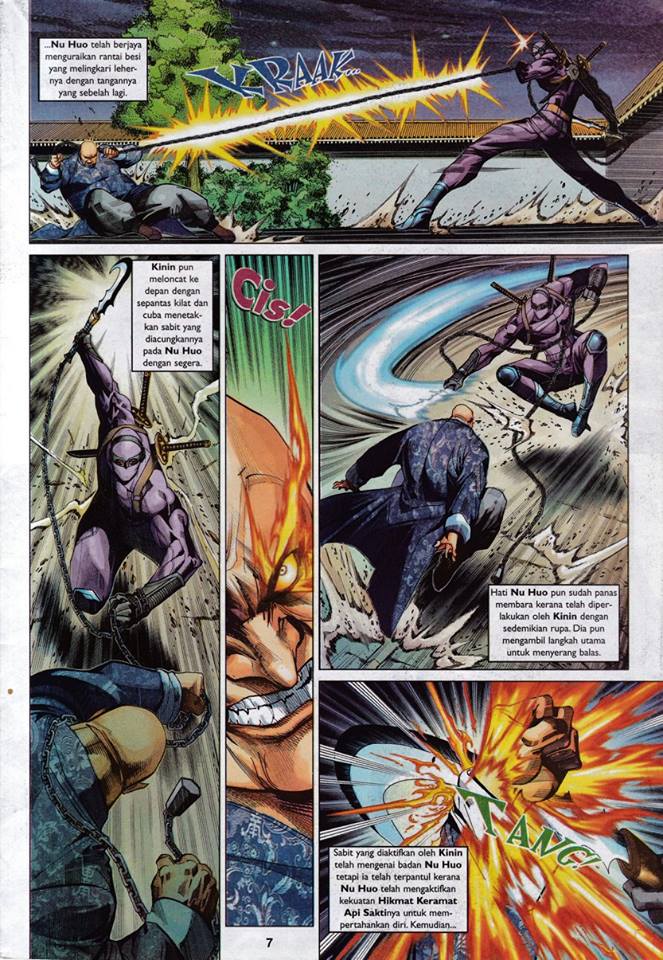 ...Nu Huo telah berjaya
menguraikan rantai besi
yang melingkari leher-
nya dengan tangannya
yang sebelah lagi.
KRAAK...
Kinin pun
meloncat ke
depan dengan
sepantas kilat dan
cuba menetak-
kan sabit yang
diacungkannya
pada Nu Huo
dengan segera.
Cis!
Hati Nu Huo pun sudah panas
membara kerana telah diper-
lakukan oleh Kinin dengan
sedemikian rupa. Dia pun
mengambil langkah utama
untuk menyerang balas.
TANG!
Sabit yang diaktifkan oleh Kinin
telah mengenai badan Nu Huo
tetapi ia telah terpantul kerana
Nu Huo telah mengaktifkan
kekuatan Hikmat Keramat
Api Saktinya untuk mem-
pertahankan diri. Kemudian...
7